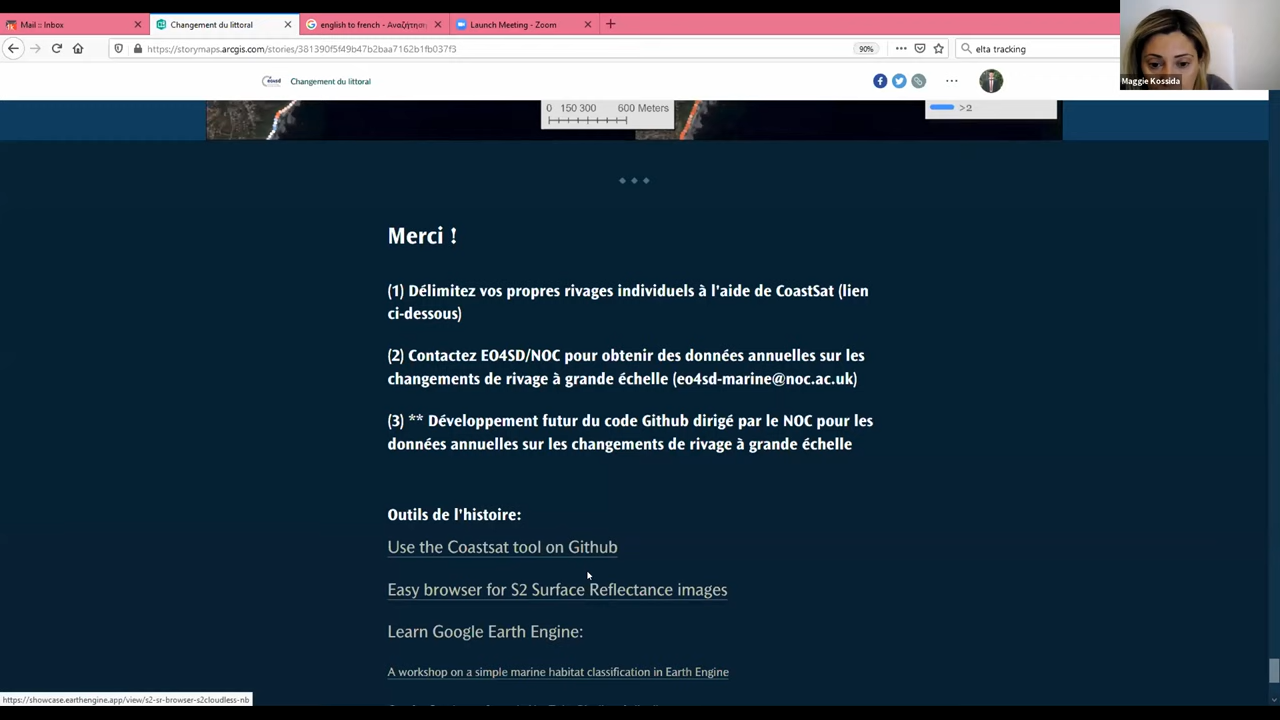 Mail :: Inbox
Changement du littoral
english to french - Αναζήτηση
Launch Meeting - Zoom
https://storymaps.arcgis.com/stories/381390f5f49b47b2baa7162b1fb037f3
90%
elta tracking
Maggie Kossida
Changement du littoral
0 150 300 600 Meters
>2
Merci !
(1) Délimitez vos propres rivages individuels à l'aide de CoastSat (lien
ci-dessous)
(2) Contactez EO4SD/NOC pour obtenir des données annuelles sur les
changements de rivage à grande échelle (eo4sd-marine@noc.ac.uk)
(3) ** Développement futur du code Github dirigé par le NOC pour les
données annuelles sur les changements de rivage à grande échelle
Outils de l'histoire:
Use the Coastsat tool on Github
Easy browser for S2 Surface Reflectance images
Learn Google Earth Engine:
A workshop on a simple marine habitat classification in Earth Engine
https://showcase.earthengine.app/view/s2-sr-browser-s2cloudless-nb